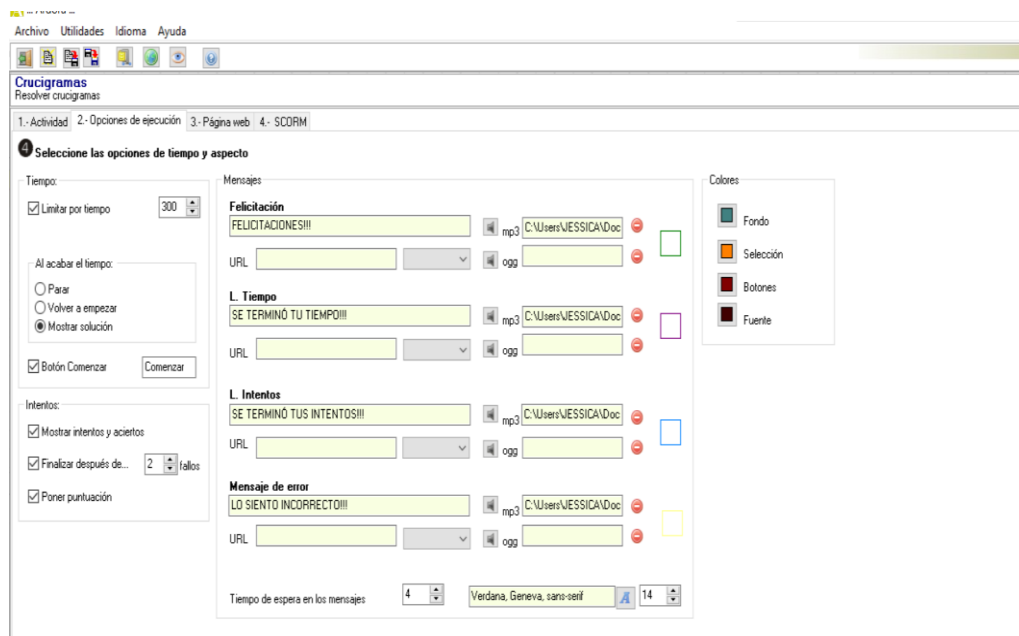 Archivo Utilidades Idioma Ayuda
Crucigramas
Resolver crucigramas
1.- Actividad 2.- Opciones de ejecución 3.- Página web 4.- SCORM
4 Seleccione las opciones de tiempo y aspecto
Tiempo:
Limitar por tiempo 300
Al acabar el tiempo:
Parar
Volver a empezar
Mostrar solución
Botón Comenzar Comenzar
Intentos:
Mostrar intentos y aciertos
Finalizar después de... 2 fallos
Poner puntuación
Mensajes
Felicitación
FELICITACIONES!!! mp3 C:\Users\JESSICA\Doc
URL ogg
L. Tiempo
SE TERMINÓ TU TIEMPO!!! mp3 C:\Users\JESSICA\Doc
URL ogg
L. Intentos
SE TERMINÓ TUS INTENTOS!!! mp3 C:\Users\JESSICA\Doc
URL ogg
Mensaje de error
LO SIENTO INCORRECTO!!! mp3 C:\Users\JESSICA\Doc
URL ogg
Tiempo de espera en los mensajes 4 Verdana, Geneva, sans-serif A 14
Colores
Fondo
Selección
Botones
Fuente